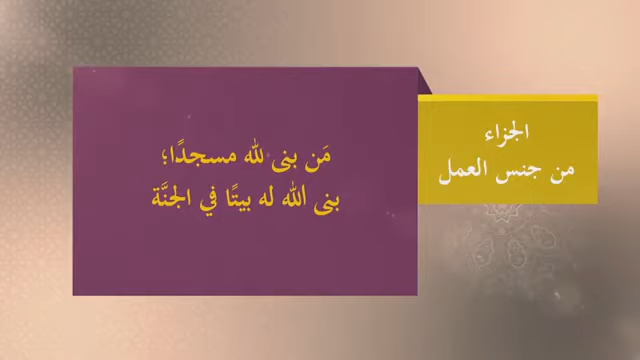 الجزاء
من جنس العمل
مَن بنى لله مسجدًا؛
بنى الله له بيتًا في الجنَّة